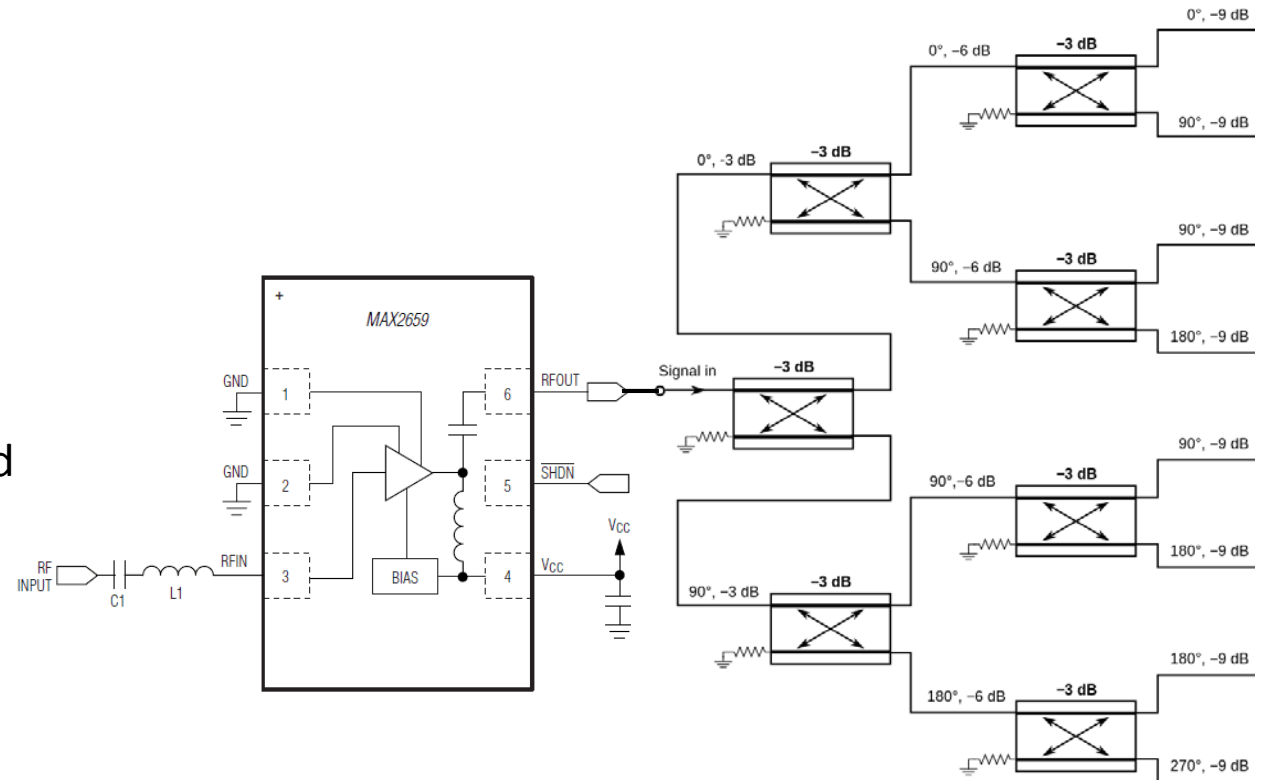 0°, −9 dB
−3 dB
0°, −6 dB
90°, −9 dB
−3 dB
0°, -3 dB
90°, −9 dB
−3 dB
90°, −6 dB
180°, −9 dB
+
MAX2659
GND
1
6
RFOUT
Signal in
−3 dB
d
GND
2
5
SHDN
90°, −9 dB
−3 dB
90°,−6 dB
180°, −9 dB
VCC
RF
INPUT
C1
L1
RFIN
3
BIAS
4
VCC
−3 dB
90°, −3 dB
180°, −9 dB
−3 dB
180°, −6 dB
270°, −9 dB